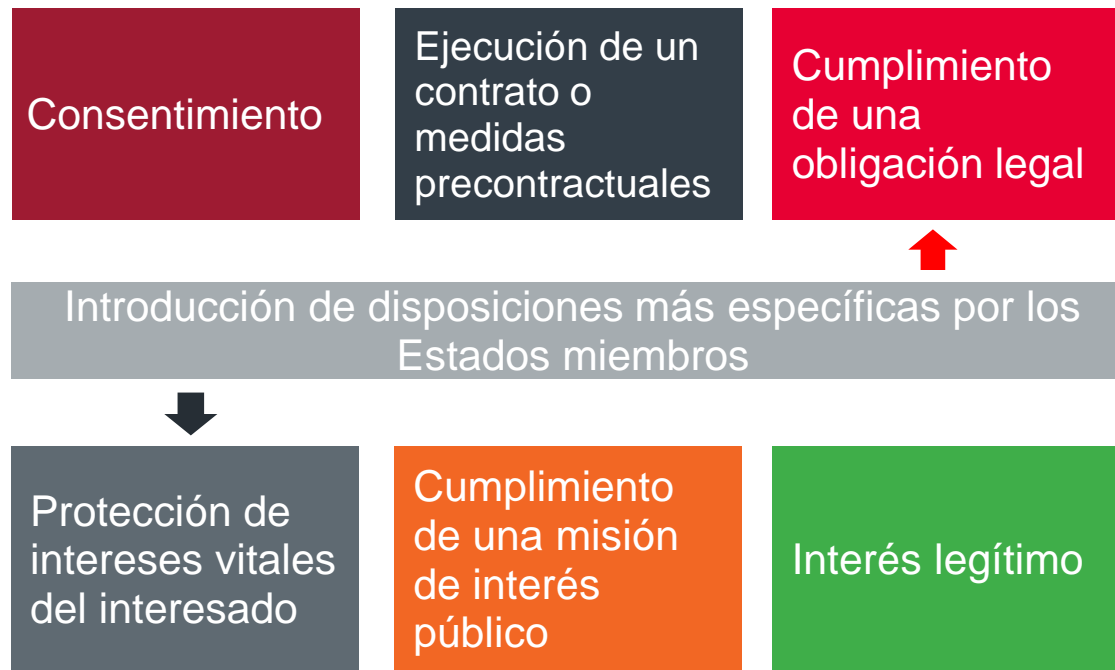 Consentimiento
Ejecución de un
contrato o
medidas
precontractuales
Cumplimiento
de una
obligación legal
Introducción de disposiciones más específicas por los
Estados miembros
Protección de
intereses vitales
del interesado
Cumplimiento
de una misión
de interés
público
Interés legítimo